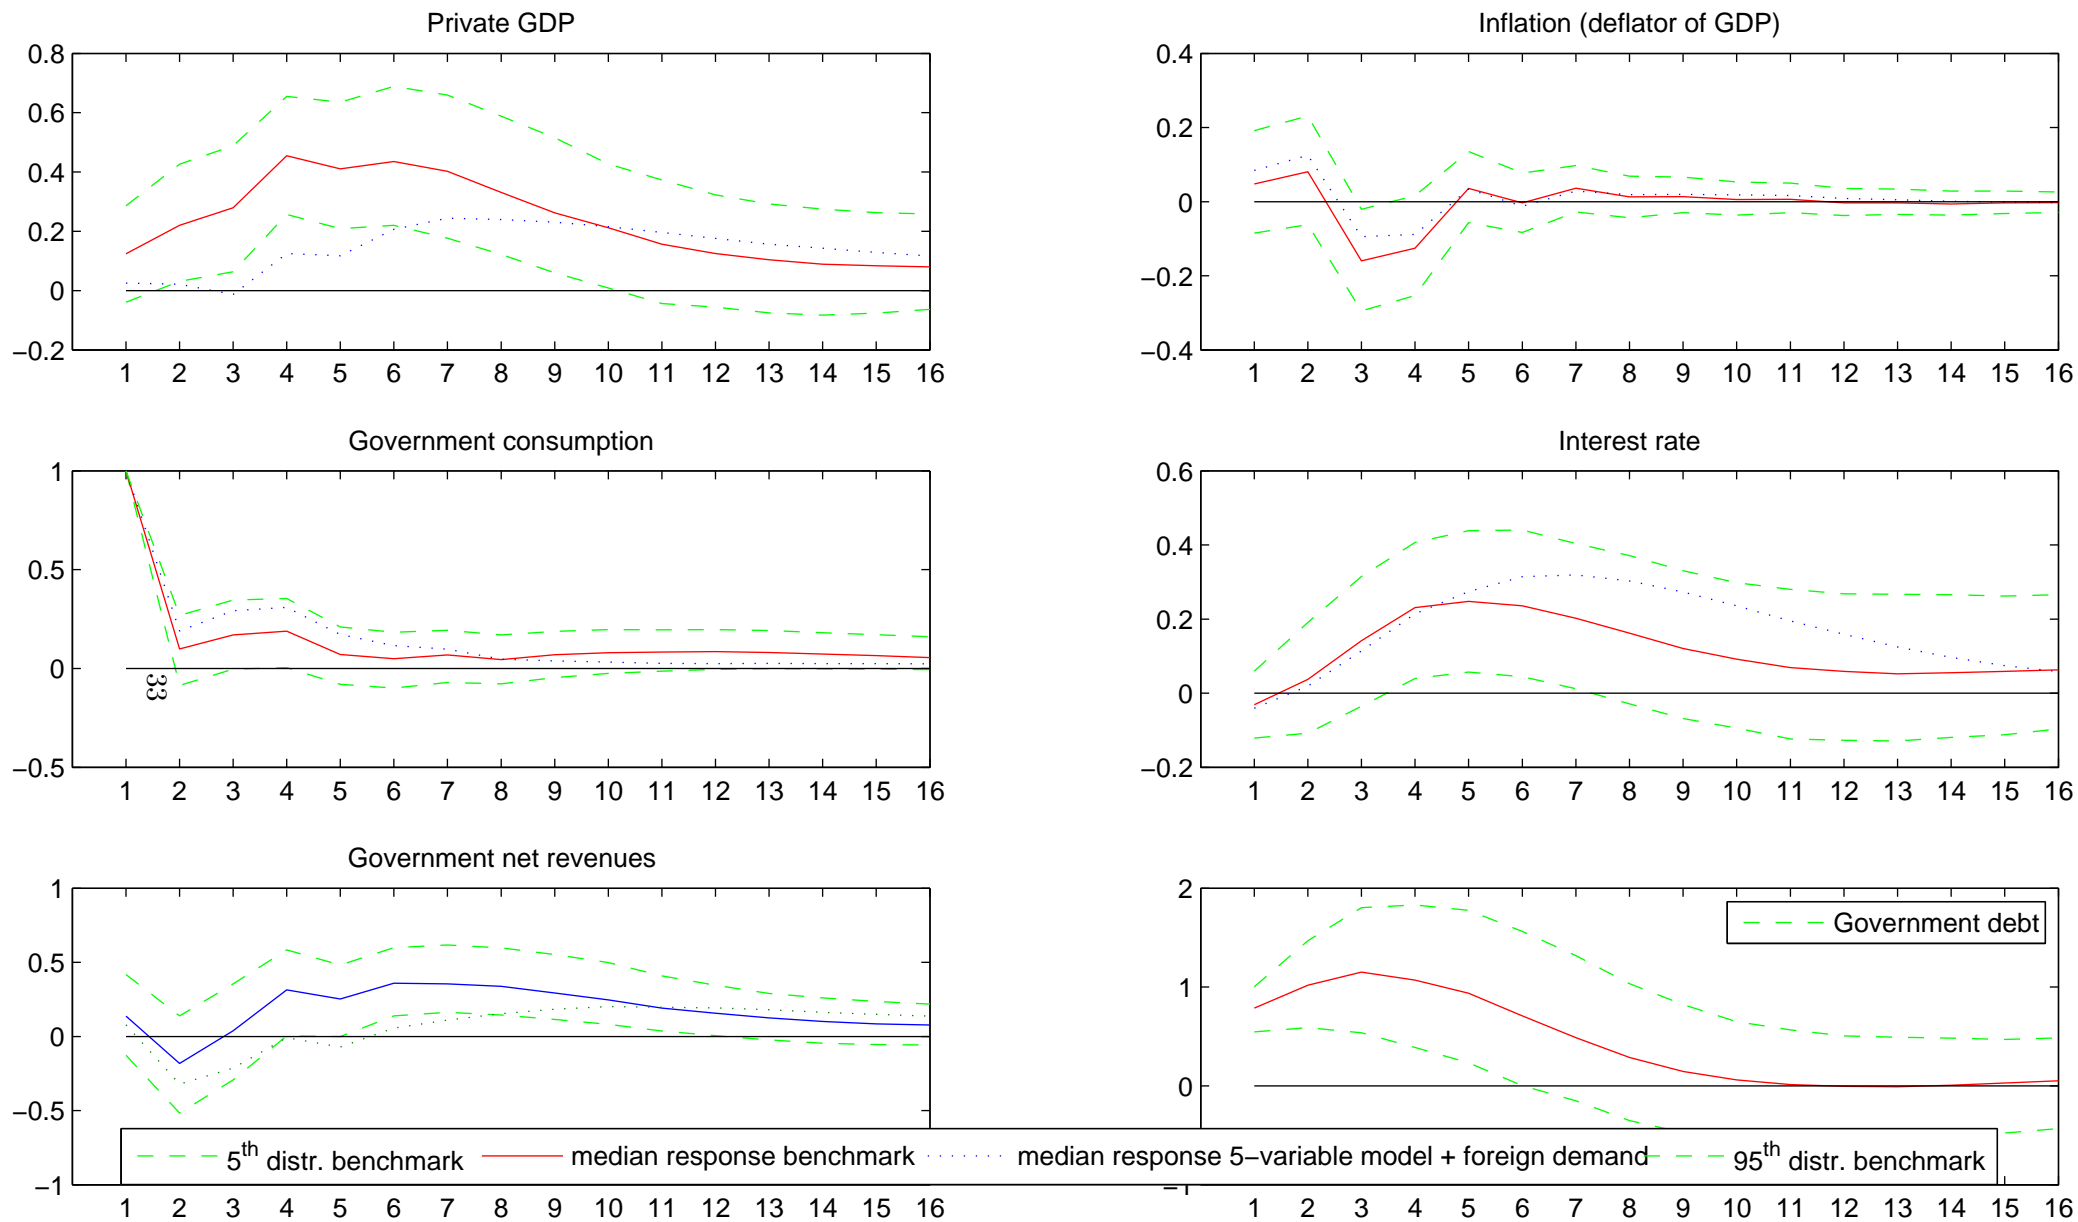 Private GDP
0.8
0.6
0.4
0.2
0
−0.2
1 2 3 4 5 6 7 8 9 10 11 12 13 14 15 16
Inflation (deflator of GDP)
0.4
0.2
0
−0.2
−0.4
1 2 3 4 5 6 7 8 9 10 11 12 13 14 15 16
Government consumption
1
0.5
0
−0.5
33
1 2 3 4 5 6 7 8 9 10 11 12 13 14 15 16
Interest rate
0.6
0.4
0.2
0
−0.2
1 2 3 4 5 6 7 8 9 10 11 12 13 14 15 16
Government net revenues
1
0.5
0
−0.5
−1
1 2 3 4 5 6 7 8 9 10 11 12 13 14 15 16
2
1
0
−1
Government debt
1 2 3 4 5 6 7 8 9 10 11 12 13 14 15 16
5th distr. benchmark median response benchmark median response 5−variable model + foreign demand 95th distr. benchmark